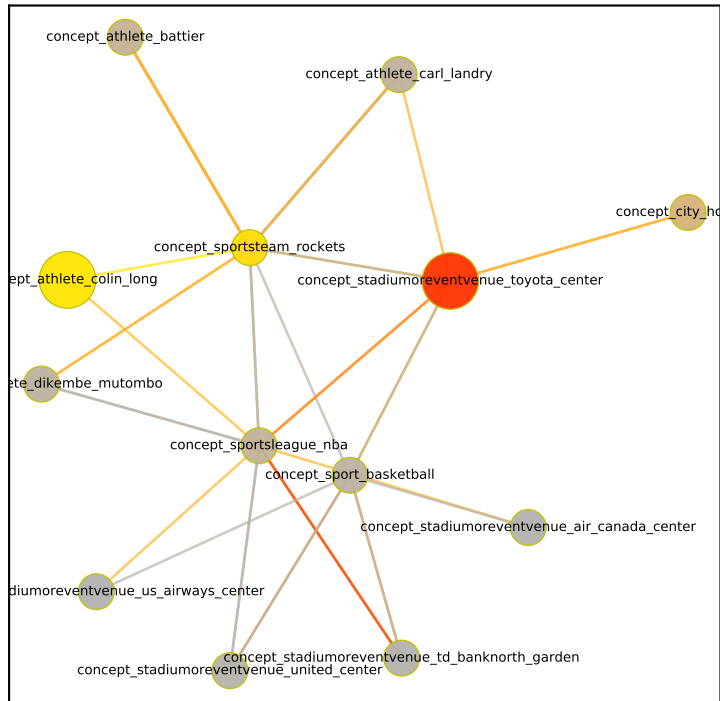 concept_athlete_battier
concept_athlete_carl_landry
concept_city_ho
concept_sportsteam_rockets
ept_athlete_colin_long
concept_stadiumoreventvenue_toyota_center
ete_dikembe_mutombo
concept_sportsleague_nba
concept_sport_basketball
concept_stadiumoreventvenue_air_canada_center
diumoreventvenue_us_airways_center
concept_stadiumoreventvenue_td_banknorth_garden
concept_stadiumoreventvenue_united_center